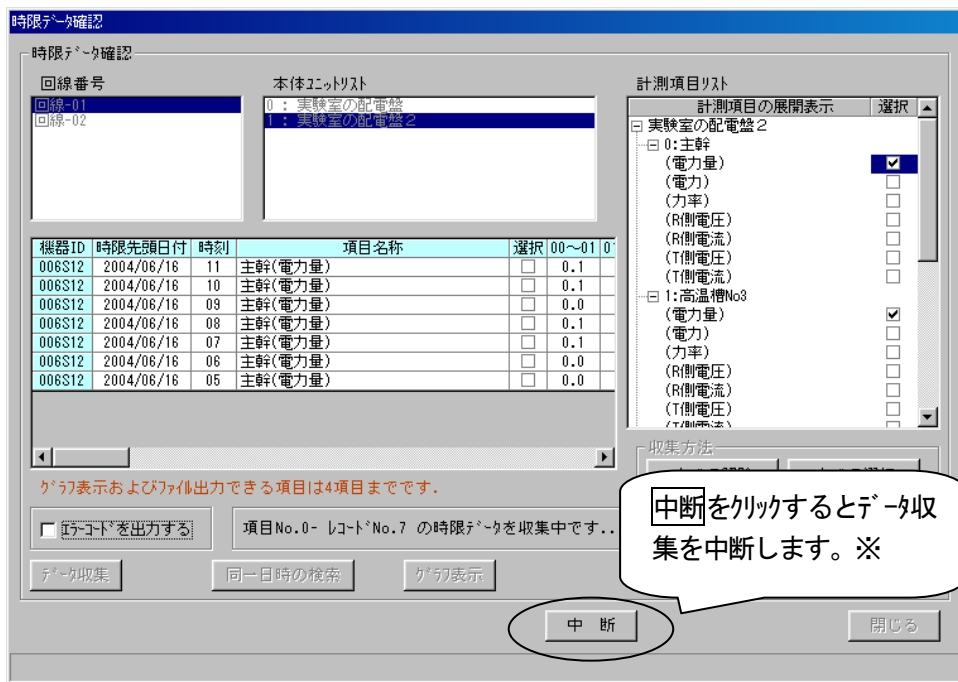 時限ﾃﾞｰﾀ確認
時限ﾃﾞｰﾀ確認
回線番号
回線-01
回線-02
本体ﾕﾆｯﾄﾘｽﾄ
0 : 実験室の配電盤
1 : 実験室の配電盤２
計測項目ﾘｽﾄ
計測項目の展開表示 選択
実験室の配電盤２
0:主幹
(電力量)
(電力)
(力率)
(R側電圧)
(R側電流)
(T側電圧)
(T側電流)
1:高温槽No3
(電力量)
(電力)
(力率)
(R側電圧)
(R側電流)
(T側電圧)
(T側電流)
機器ID 時限先頭日付 時刻 項目名称 選択 00～01
006S12 2004/06/16 11 主幹(電力量) 0.1
006S12 2004/06/16 10 主幹(電力量) 0.1
006S12 2004/06/16 09 主幹(電力量) 0.0
006S12 2004/06/16 08 主幹(電力量) 0.1
006S12 2004/06/16 07 主幹(電力量) 0.1
006S12 2004/06/16 06 主幹(電力量) 0.0
006S12 2004/06/16 05 主幹(電力量) 0.0
収集方法
ｸﾞﾗﾌ表示およびﾌｧｲﾙ出力できる項目は4項目までです.
ｴﾗｰｺｰﾄﾞを出力する
項目No.0- ﾚｺｰﾄﾞNo.7 の時限ﾃﾞｰﾀを収集中です..
中断をｸﾘｯｸするとﾃﾞｰﾀ収
集を中断します。※
ﾃﾞｰﾀ収集
同一日時の検索
ｸﾞﾗﾌ表示
中 断
閉じる